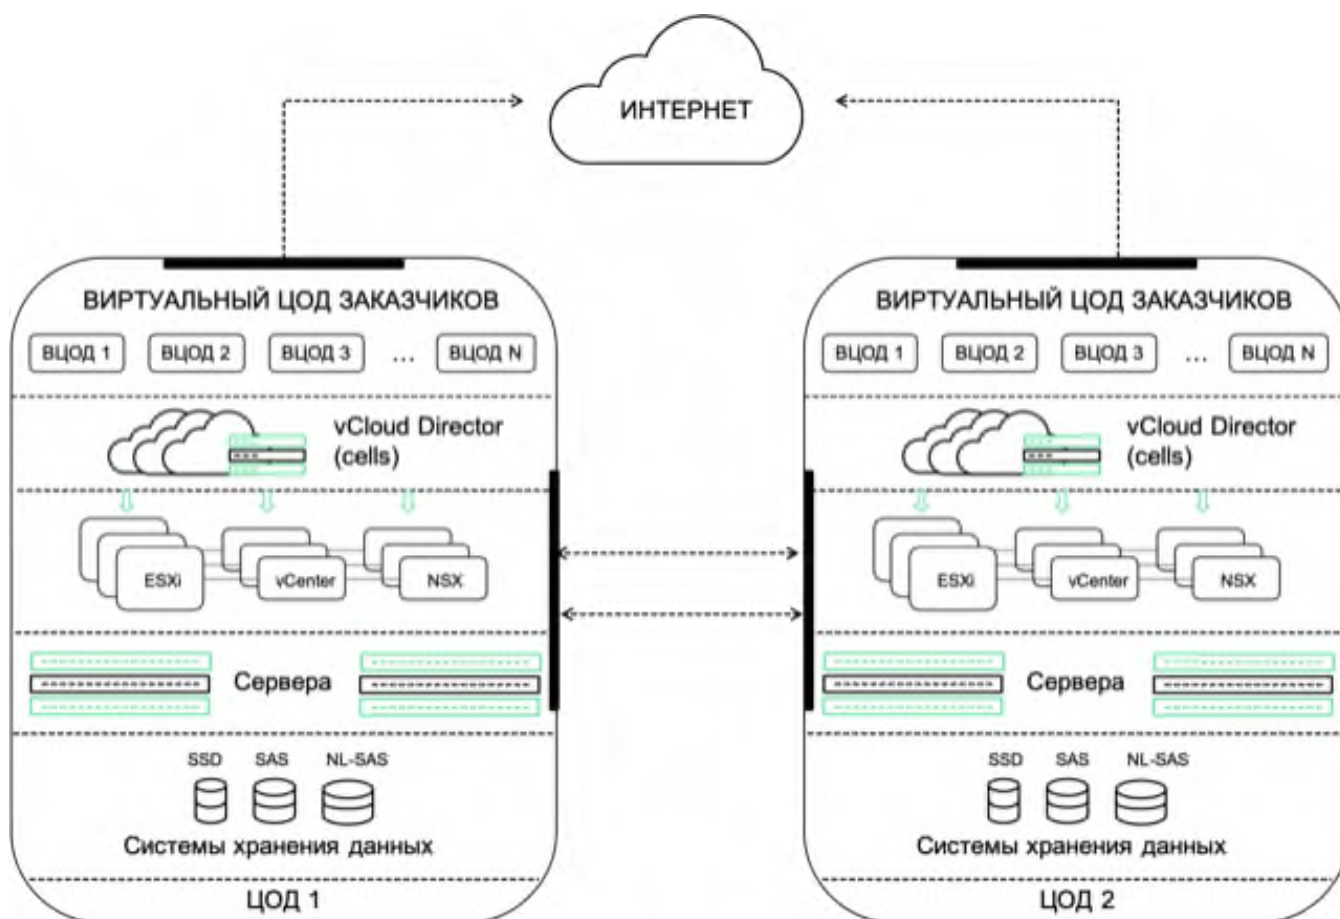 ИНТЕРНЕТ
ВИРТУАЛЬНЫЙ ЦОД ЗАКАЗЧИКОВ
ВЦОД 1 ВЦОД 2 ВЦОД 3 ... ВЦОД N
vCloud Director
(cells)
ESXi vCenter NSX
Сервера
SSD SAS NL-SAS
Системы хранения данных
ЦОД 1
ВИРТУАЛЬНЫЙ ЦОД ЗАКАЗЧИКОВ
ВЦОД 1 ВЦОД 2 ВЦОД 3 ... ВЦОД N
vCloud Director
(cells)
ESXi vCenter NSX
Сервера
SSD SAS NL-SAS
Системы хранения данных
ЦОД 2